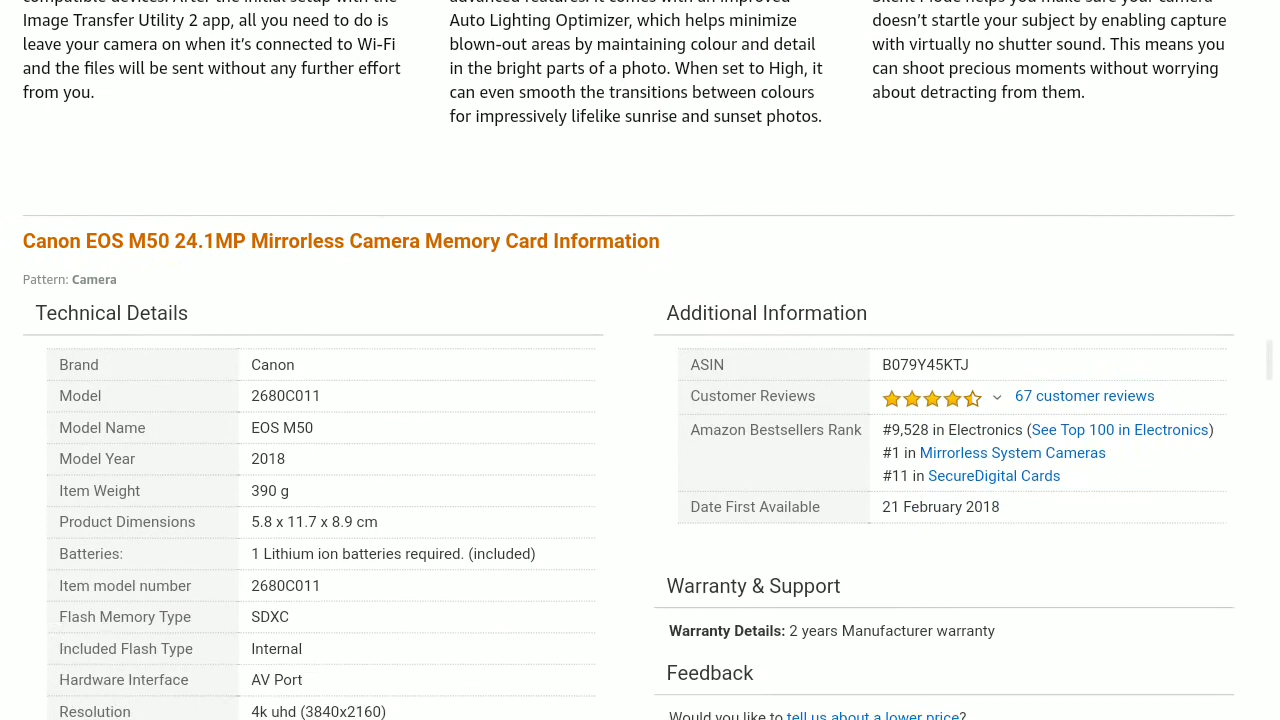 Image Transfer Utility 2 app, all you need to do is
leave your camera on when it's connected to Wi-Fi
and the files will be sent without any further effort
from you.
Auto Lighting Optimizer, which helps minimize
blown-out areas by maintaining colour and detail
in the bright parts of a photo. When set to High, it
can even smooth the transitions between colours
for impressively lifelike sunrise and sunset photos.
doesn't startle your subject by enabling capture
with virtually no shutter sound. This means you
can shoot precious moments without worrying
about detracting from them.
Canon EOS M50 24.1MP Mirrorless Camera Memory Card Information
Pattern: Camera
Technical Details
Brand Canon
Model 2680C011
Model Name EOS M50
Model Year 2018
Item Weight 390 g
Product Dimensions 5.8 x 11.7 x 8.9 cm
Batteries: 1 Lithium ion batteries required. (included)
Item model number 2680C011
Flash Memory Type SDXC
Included Flash Type Internal
Hardware Interface AV Port
Resolution 4k uhd (3840x2160)
Additional Information
ASIN B079Y45KTJ
Customer Reviews 67 customer reviews
Amazon Bestsellers Rank #9,528 in Electronics (See Top 100 in Electronics)
#1 in Mirrorless System Cameras
#11 in SecureDigital Cards
Date First Available 21 February 2018
Warranty & Support
Warranty Details: 2 years Manufacturer warranty
Feedback
Would you like to tell us about a lower price?